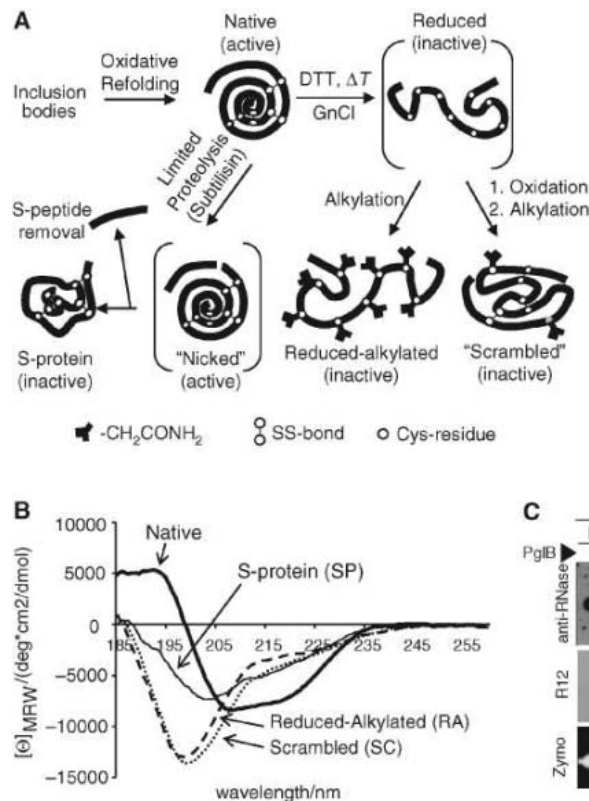 A
Native
(active)
Reduced
(inactive)
Oxidative
Refolding
Inclusion
bodies
DTT, ΔT
GnCl
Limited
Proteolysis
(Subtilisin)
S-peptide
removal
Alkylation
1. Oxidation
2. Alkylation
S-protein
(inactive)
"Nicked"
(active)
Reduced-alkylated
(inactive)
"Scrambled"
(inactive)
-CH₂CONH₂
SS-bond
Cys-residue
B
[Θ]MRW/(deg*cm2/dmol)
10000
5000
0
−5000
−10000
−15000
185
195
205
215
225
235
245
255
Native
S-protein (SP)
Reduced-Alkylated (RA)
Scrambled (SC)
wavelength/nm
C
PglB
anti-RNase
R12
Zymo